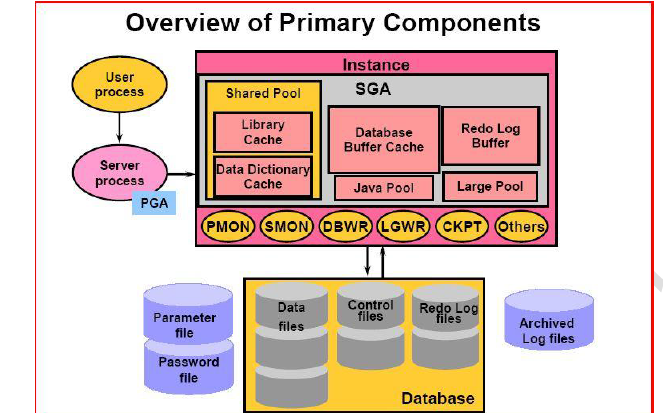 Overview of Primary Components
User
process
Server
process
PGA
Instance
SGA
Shared Pool
Library
Cache
Data Dictionary
Cache
Database
Buffer Cache
Redo Log
Buffer
Java Pool
Large Pool
PMON
SMON
DBWR
LGWR
CKPT
Others
Parameter
file
Password
file
Data
files
Control
files
Redo Log
files
Database
Archived
Log files